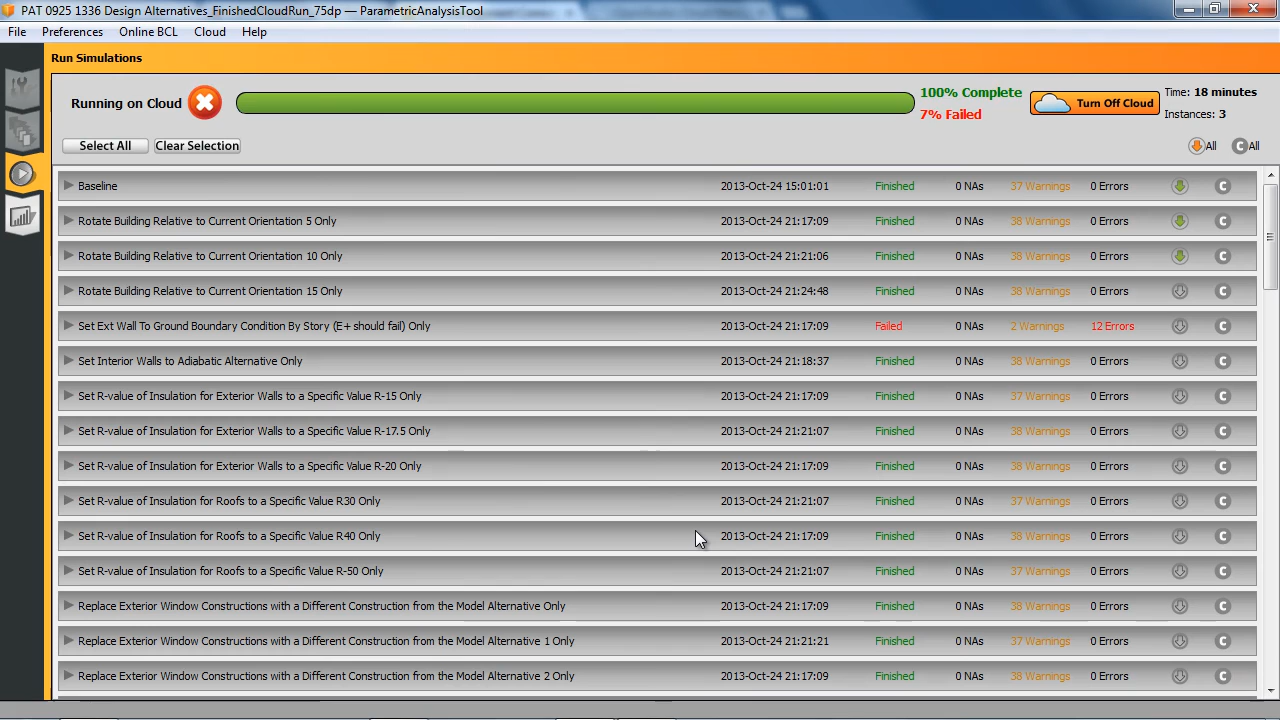 PAT 0925 1336 Design Alternatives_FinishedCloudRun_75dp — ParametricAnalysisTool
File Preferences Online BCL Cloud Help
Run Simulations
Running on Cloud 100% Complete 7% Failed Turn Off Cloud Time: 18 minutes Instances: 3
Select All Clear Selection All C All
Baseline 2013-Oct-24 15:01:01 Finished 0 NAs 37 Warnings 0 Errors C
Rotate Building Relative to Current Orientation 5 Only 2013-Oct-24 21:17:09 Finished 0 NAs 38 Warnings 0 Errors C
Rotate Building Relative to Current Orientation 10 Only 2013-Oct-24 21:21:06 Finished 0 NAs 38 Warnings 0 Errors C
Rotate Building Relative to Current Orientation 15 Only 2013-Oct-24 21:24:48 Finished 0 NAs 38 Warnings 0 Errors C
Set Ext Wall To Ground Boundary Condition By Story (E+ should fail) Only 2013-Oct-24 21:17:09 Failed 0 NAs 2 Warnings 12 Errors C
Set Interior Walls to Adiabatic Alternative Only 2013-Oct-24 21:18:37 Finished 0 NAs 38 Warnings 0 Errors C
Set R-value of Insulation for Exterior Walls to a Specific Value R-15 Only 2013-Oct-24 21:17:09 Finished 0 NAs 37 Warnings 0 Errors C
Set R-value of Insulation for Exterior Walls to a Specific Value R-17.5 Only 2013-Oct-24 21:21:07 Finished 0 NAs 38 Warnings 0 Errors C
Set R-value of Insulation for Exterior Walls to a Specific Value R-20 Only 2013-Oct-24 21:17:09 Finished 0 NAs 38 Warnings 0 Errors C
Set R-value of Insulation for Roofs to a Specific Value R30 Only 2013-Oct-24 21:21:07 Finished 0 NAs 37 Warnings 0 Errors C
Set R-value of Insulation for Roofs to a Specific Value R40 Only 2013-Oct-24 21:17:09 Finished 0 NAs 38 Warnings 0 Errors C
Set R-value of Insulation for Roofs to a Specific Value R-50 Only 2013-Oct-24 21:21:07 Finished 0 NAs 37 Warnings 0 Errors C
Replace Exterior Window Constructions with a Different Construction from the Model Alternative Only 2013-Oct-24 21:17:09 Finished 0 NAs 38 Warnings 0 Errors C
Replace Exterior Window Constructions with a Different Construction from the Model Alternative 1 Only 2013-Oct-24 21:21:21 Finished 0 NAs 37 Warnings 0 Errors C
Replace Exterior Window Constructions with a Different Construction from the Model Alternative 2 Only 2013-Oct-24 21:17:09 Finished 0 NAs 38 Warnings 0 Errors C